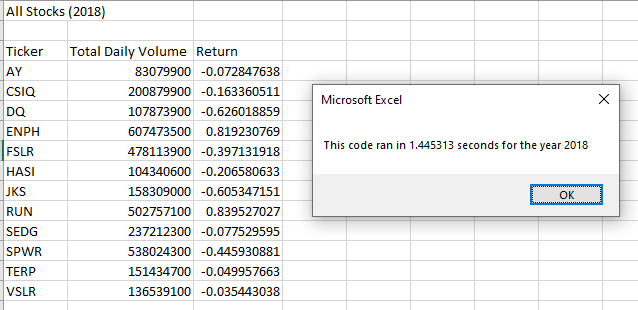 All Stocks (2018)
Ticker Total Daily Volume Return
AY 83079900 -0.072847638
CSIQ 200879900 -0.163360511
DQ 107873900 -0.626018859
ENPH 607473500 0.819230769
FSLR 478113900 -0.397131918
HASI 104340600 -0.206580633
JKS 158309000 -0.605347151
RUN 502757100 0.839527027
SEDG 237212300 -0.077529595
SPWR 538024300 -0.445930881
TERP 151434700 -0.049957663
VSLR 136539100 -0.035443038
Microsoft Excel
This code ran in 1.445313 seconds for the year 2018
OK